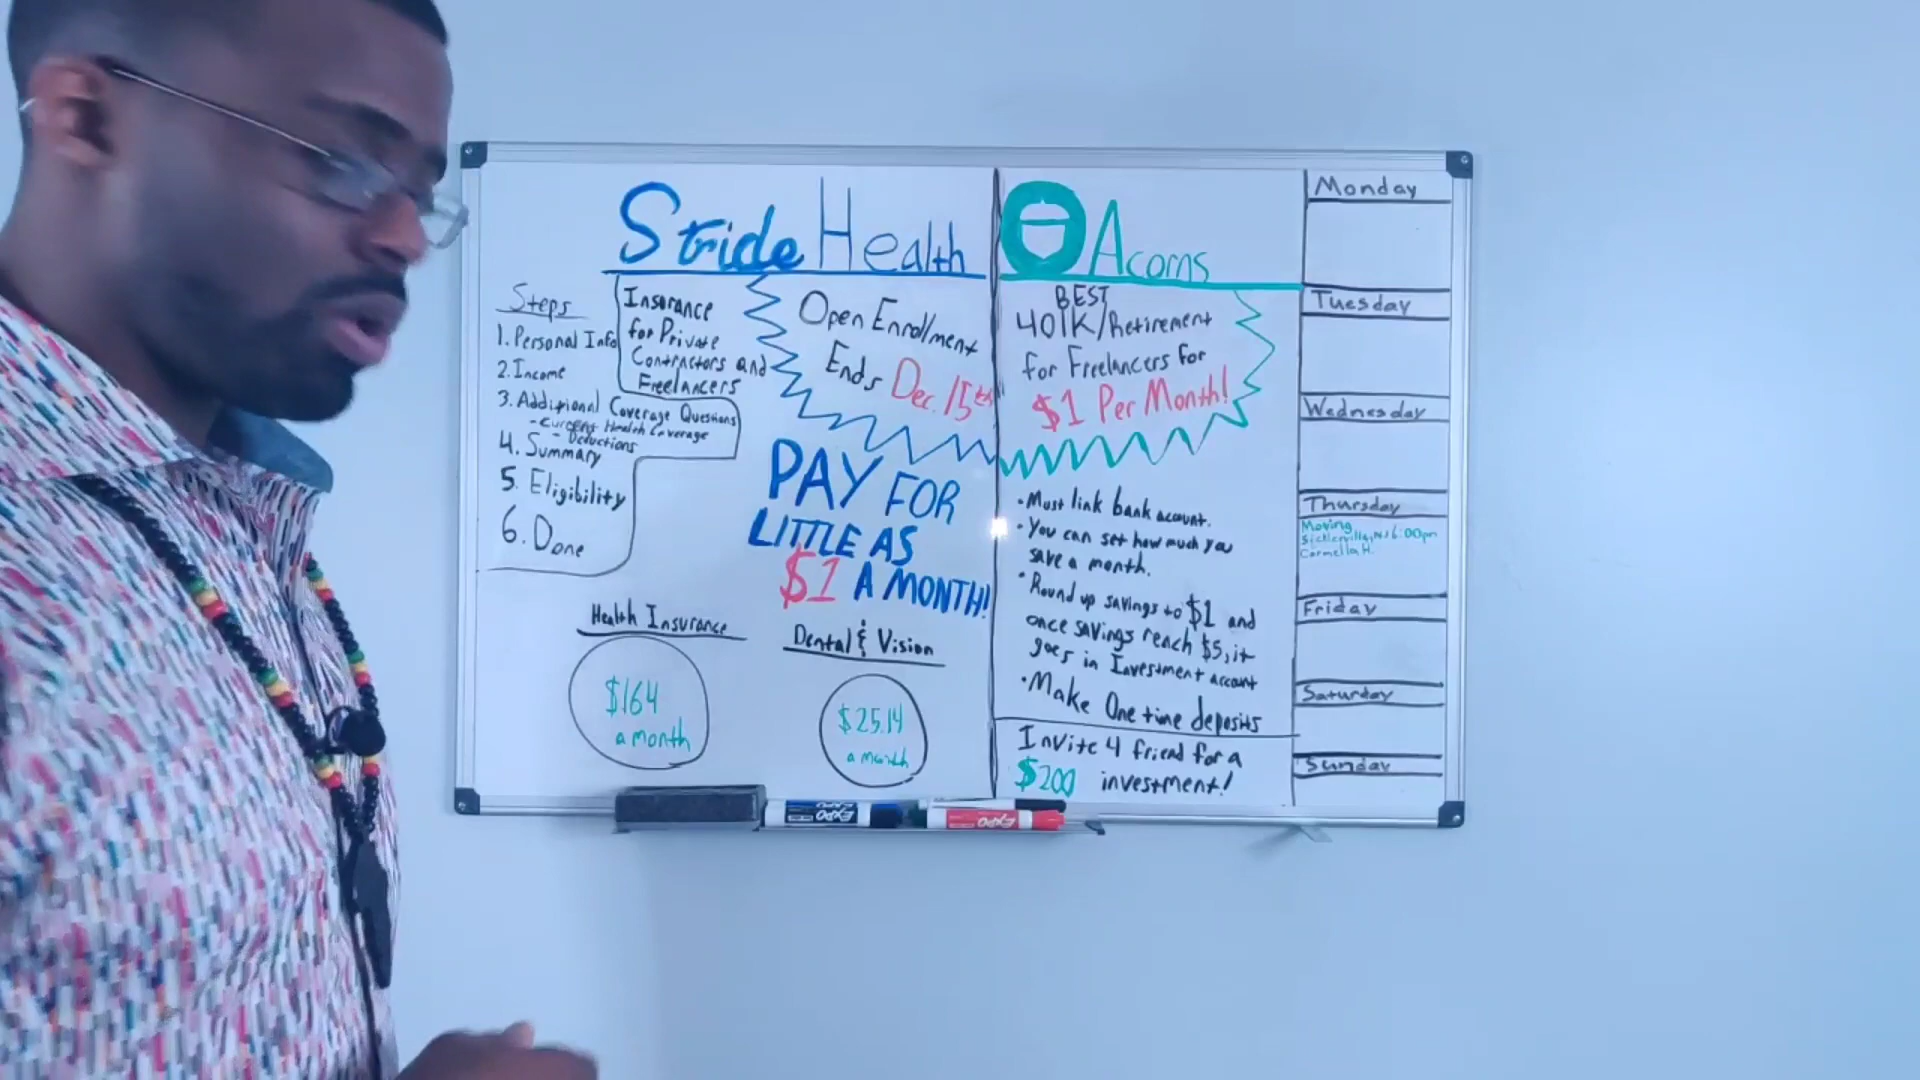 Stride Health
Steps
1. Personal Info
2. Income
3. Additional Coverage Questions
- Current Health Coverage
- Deductions
4. Summary
5. Eligibility
6. Done
Insurance
for Private
Contractors and
Freelancers
Open Enrollment
Ends Dec. 15th
PAY FOR
LITTLE AS
$1 A MONTH!
Health Insurance
$164
a month
Dental & Vision
$25.14
a month
Acorns
BEST
401K/Retirement
for Freelancers for
$1 Per Month!
• Must link bank account.
• You can set how much you
save a month.
• Round up savings to $1 and
once savings reach $5, it
goes in Investment account
• Make One time deposits
Invite 4 friend for a
$200 investment!
Monday
Tuesday
Wednesday
Thursday
Moving
Sicklerville, NJ 6:00pm
Carmella H.
Friday
Saturday
Sunday
EXPO
EXPO